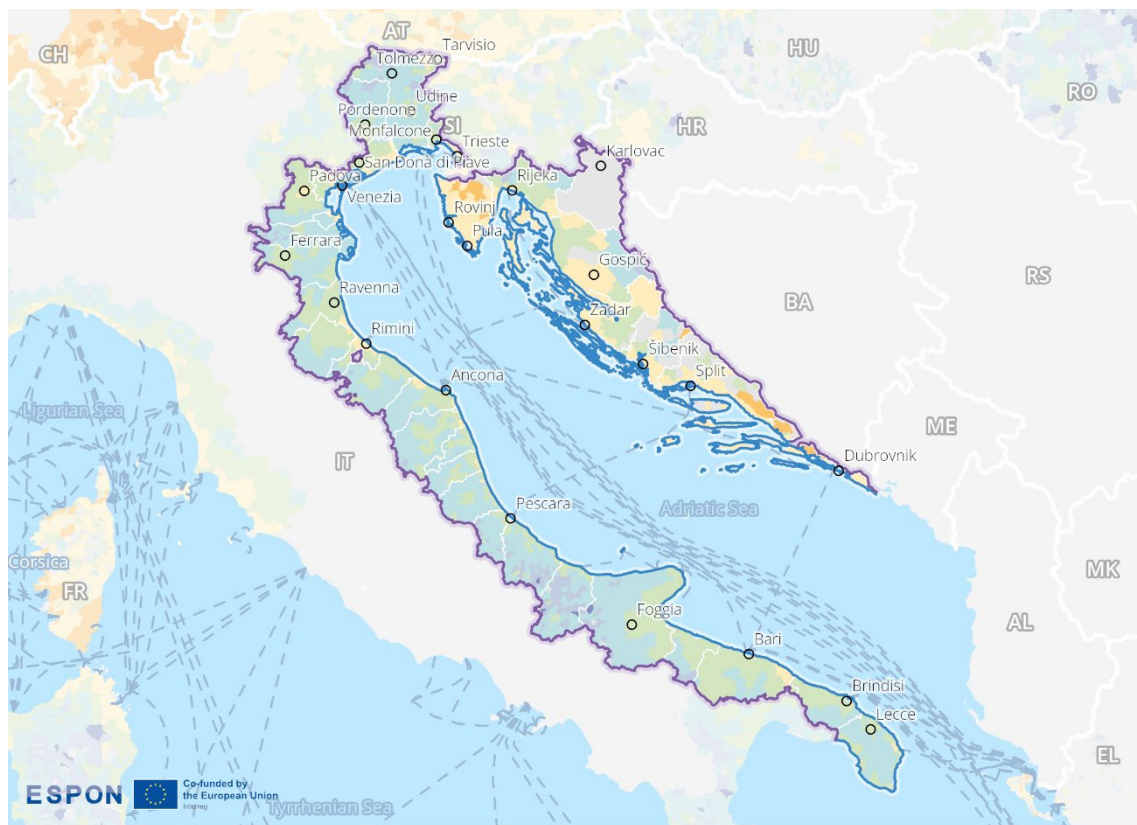 AT
CH
Tarvisio
HU
Tolmezzo
RO
Udine
Pordenone
SI
HR
Monfalcone
Trieste
Karlovac
San Dona di Piave
Padova
Venezia
Rijeka
Rovinj
Pula
Ferrara
Gospić
RS
Ravenna
BA
Zadar
Rimini
Šibenik
Ancona
Split
Ligurian Sea
ME
IT
Dubrovnik
Pescara
Adriatic Sea
Corsica
MK
FR
Foggia
AL
Bari
Brindisi
Lecce
EL
ESPON
Co-funded by
the European Union
Interreg
Tyrrhenian Sea